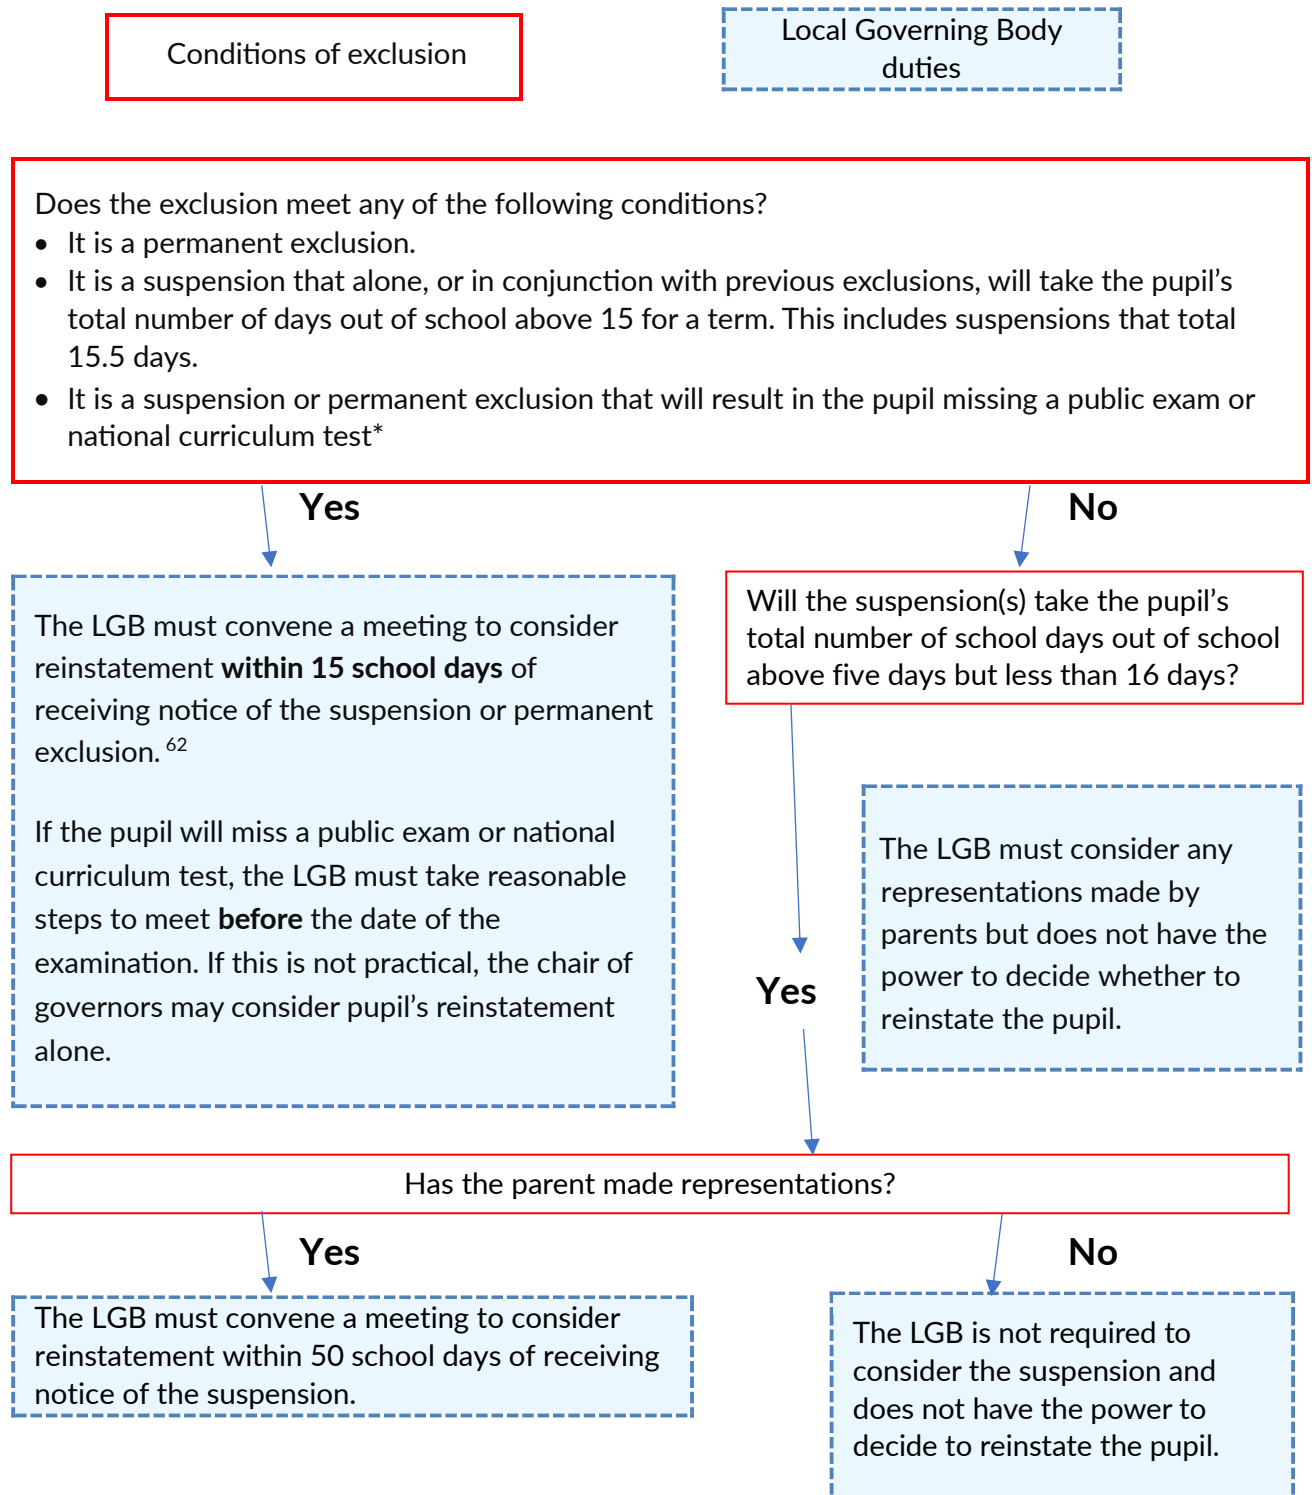 Conditions of exclusion
Local Governing Body
duties
Does the exclusion meet any of the following conditions?
• It is a permanent exclusion.
• It is a suspension that alone, or in conjunction with previous exclusions, will take the pupil’s
total number of days out of school above 15 for a term. This includes suspensions that total
15.5 days.
• It is a suspension or permanent exclusion that will result in the pupil missing a public exam or
national curriculum test*
Yes
No
The LGB must convene a meeting to consider
reinstatement within 15 school days of
receiving notice of the suspension or permanent
exclusion. 62
If the pupil will miss a public exam or national
curriculum test, the LGB must take reasonable
steps to meet before the date of the
examination. If this is not practical, the chair of
governors may consider pupil’s reinstatement
alone.
Will the suspension(s) take the pupil’s
total number of school days out of school
above five days but less than 16 days?
The LGB must consider any
representations made by
parents but does not have the
power to decide whether to
reinstate the pupil.
Yes
Has the parent made representations?
Yes
No
The LGB must convene a meeting to consider
reinstatement within 50 school days of receiving
notice of the suspension.
The LGB is not required to
consider the suspension and
does not have the power to
decide to reinstate the pupil.